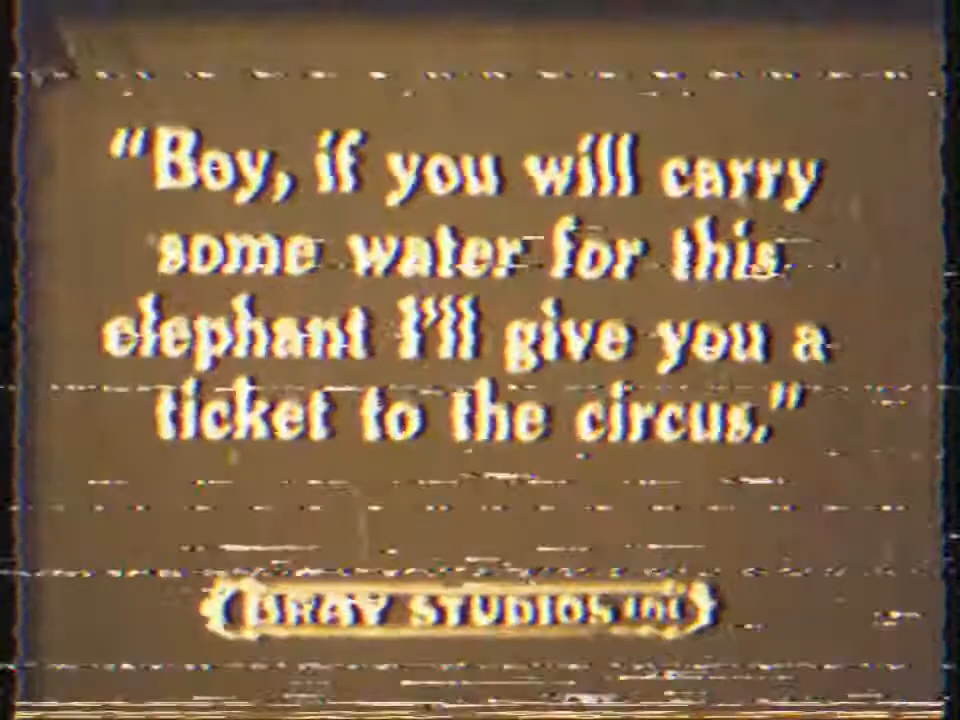 "Boy, if you will carry
some water for this
elephant I'll give you a
ticket to the circus."
BRAY STUDIOS INC